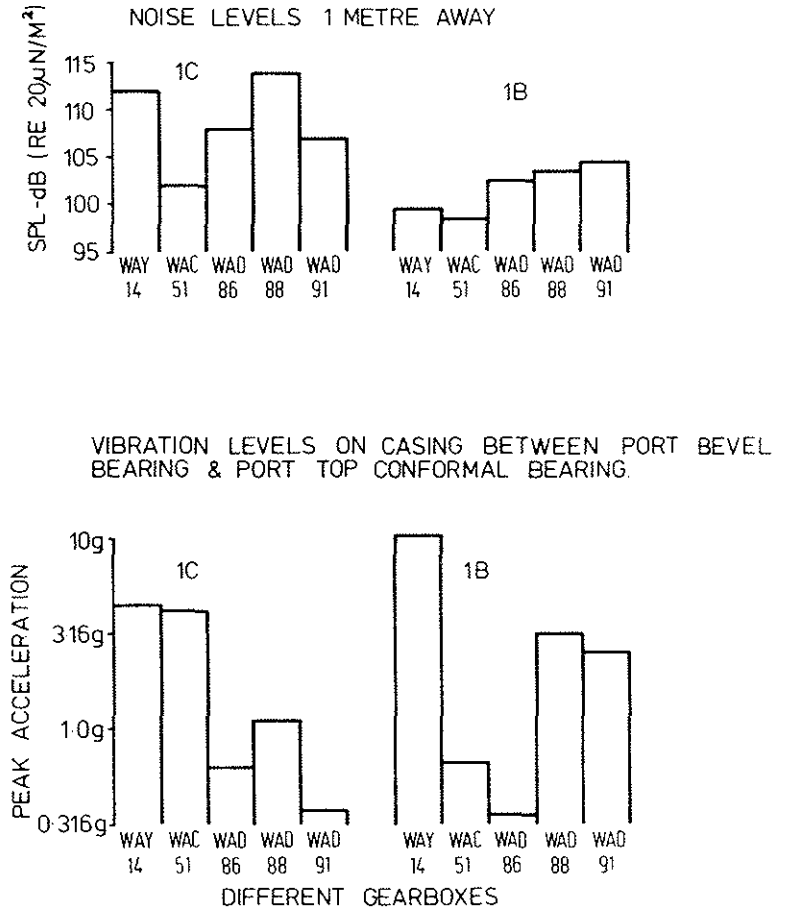 NOISE LEVELS 1 METRE AWAY
SPL-dB (RE 20µN/M²)
115
110
105
100
95
1C
1B
WAY WAC WAD WAD WAD
14 51 86 88 91
WAY WAC WAD WAD WAD
14 51 86 88 91
VIBRATION LEVELS ON CASING BETWEEN PORT BEVEL
BEARING & PORT TOP CONFORMAL BEARING.
PEAK ACCELERATION
10g
3·16g
1·0g
0·316g
1C
1B
WAY WAC WAD WAD WAD
14 51 86 88 91
WAY WAC WAD WAD WAD
14 51 86 88 91
DIFFERENT GEARBOXES